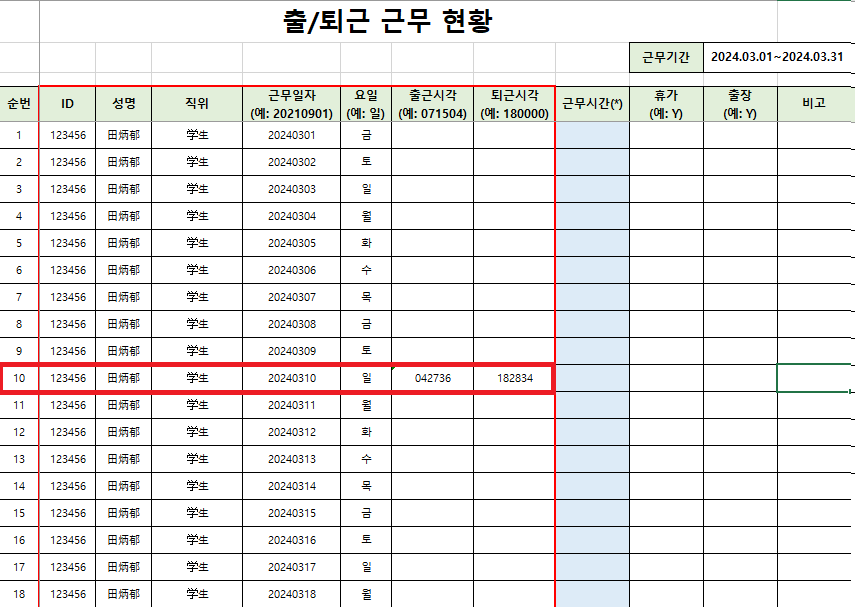 출/퇴근 근무 현황
근무기간 2024.03.01~2024.03.31
순번 ID 성명 직위 근무일자 (예: 20210901) 요일 (예: 일) 출근시각 (예: 071504) 퇴근시각 (예: 180000) 근무시간(*) 휴가 (예: Y) 출장 (예: Y) 비고
1 123456 田炳郁 学生 20240301 금
2 123456 田炳郁 学生 20240302 토
3 123456 田炳郁 学生 20240303 일
4 123456 田炳郁 学生 20240304 월
5 123456 田炳郁 学生 20240305 화
6 123456 田炳郁 学生 20240306 수
7 123456 田炳郁 学生 20240307 목
8 123456 田炳郁 学生 20240308 금
9 123456 田炳郁 学生 20240309 토
10 123456 田炳郁 学生 20240310 일 042736 182834
11 123456 田炳郁 学生 20240311 월
12 123456 田炳郁 学生 20240312 화
13 123456 田炳郁 学生 20240313 수
14 123456 田炳郁 学生 20240314 목
15 123456 田炳郁 学生 20240315 금
16 123456 田炳郁 学生 20240316 토
17 123456 田炳郁 学生 20240317 일
18 123456 田炳郁 学生 20240318 월